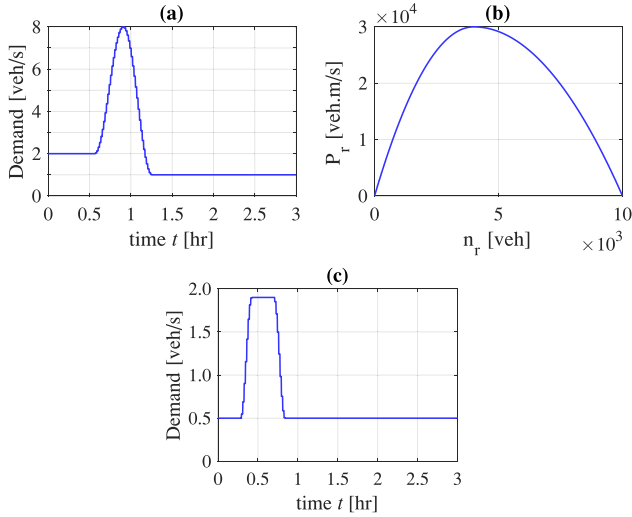 (a)
Demand [veh/s]
8
6
4
2
0
0 0.5 1 1.5 2 2.5 3
time t [hr]
(b)
×10⁴
P_r [veh.m/s]
3
2
1
0
0 5 10
n_r [veh]
×10³
(c)
Demand [veh/s]
2.0
1.5
1.0
0.5
0
0 0.5 1 1.5 2 2.5 3
time t [hr]